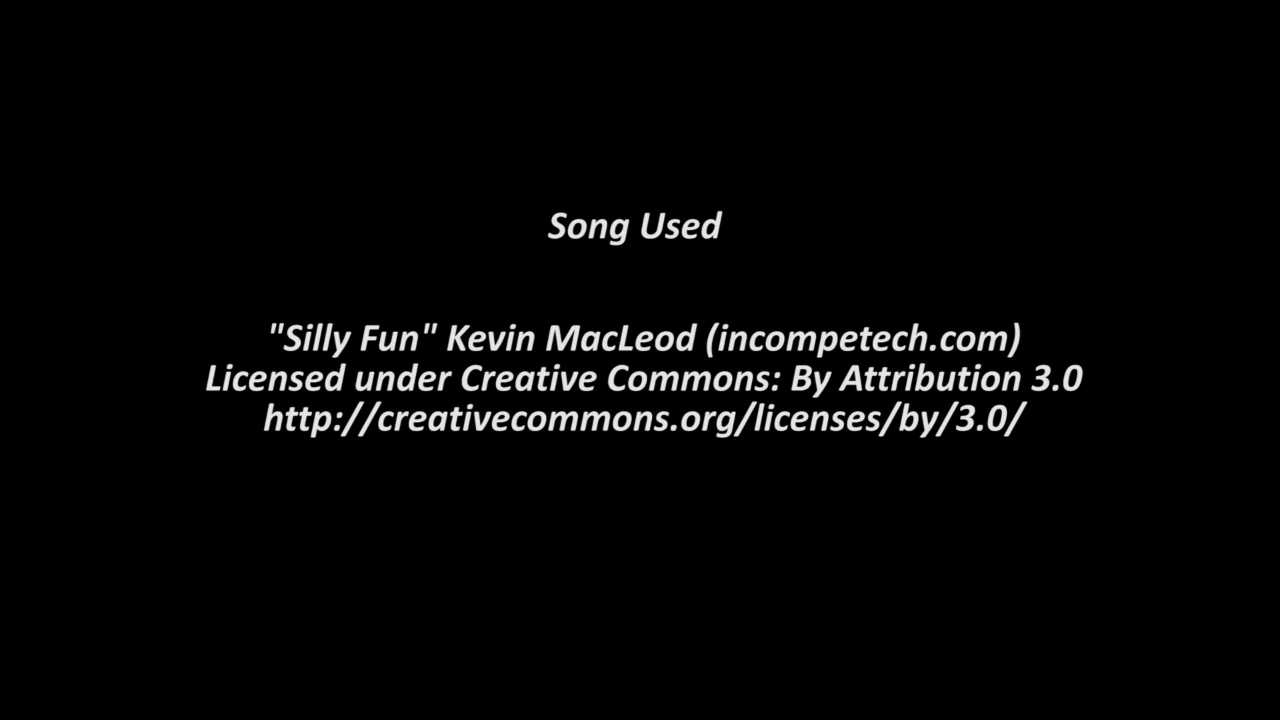 Song Used
"Silly Fun" Kevin MacLeod (incompetech.com)
Licensed under Creative Commons: By Attribution 3.0
http://creativecommons.org/licenses/by/3.0/